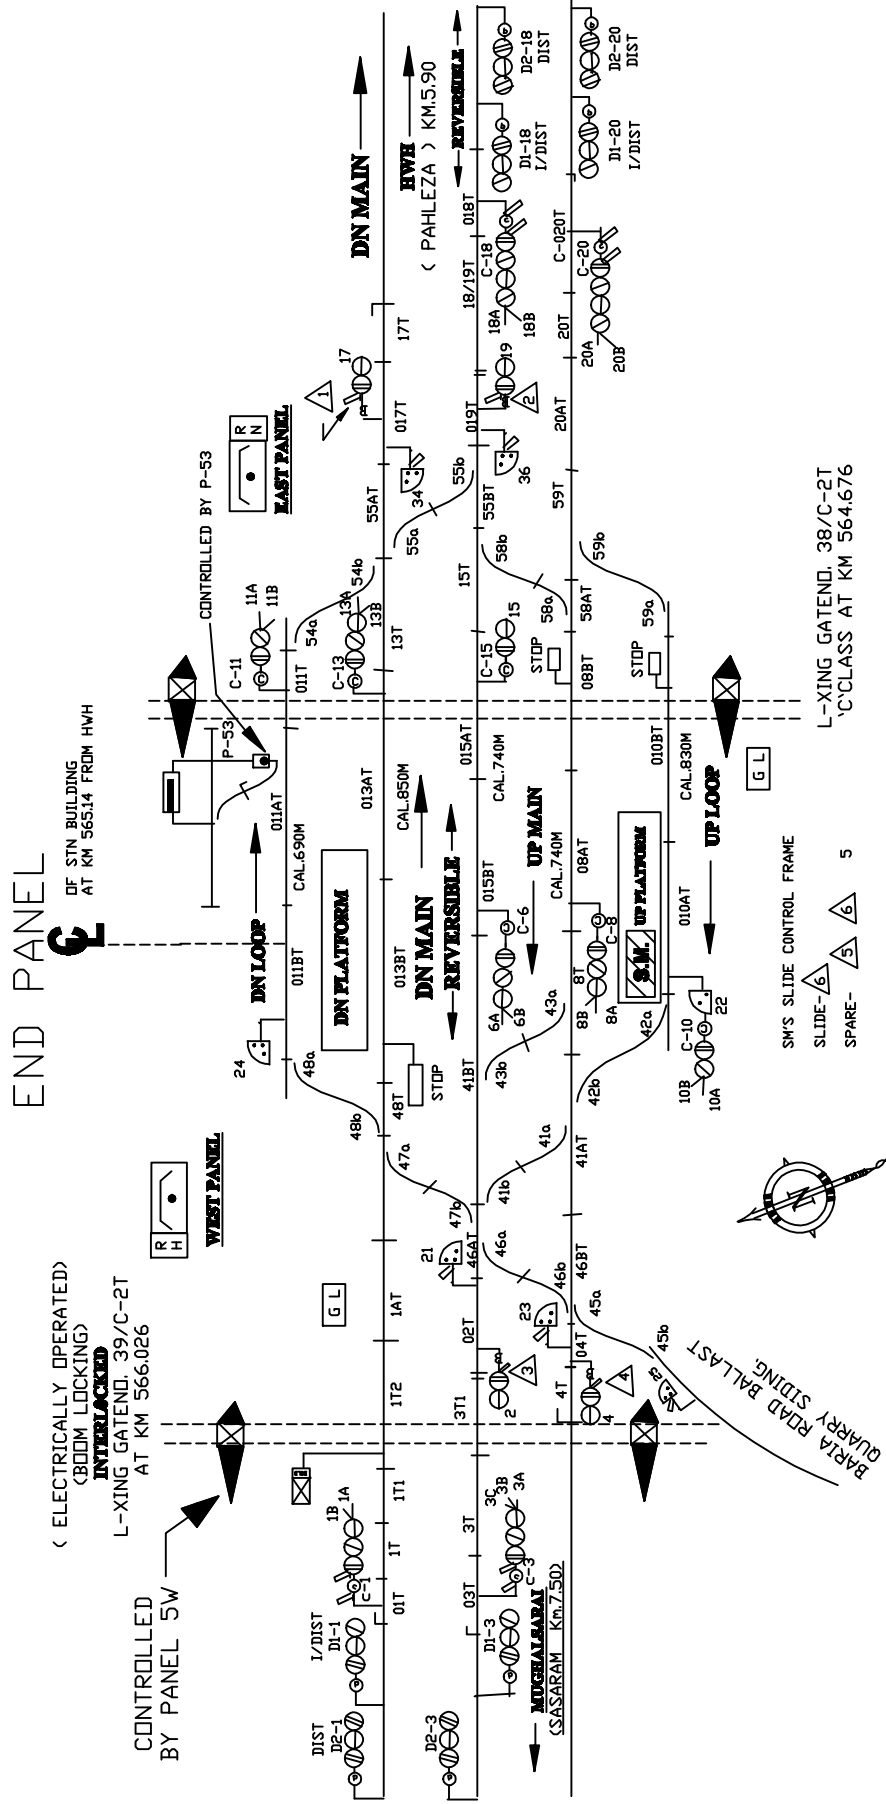 END PANEL
CL
OF STN BUILDING
AT KM 565.14 FROM HWH
( ELECTRICALLY OPERATED)
(BOOM LOCKING)
INTERLOCKED
L-XING GATENO. 39/C-2T
AT KM 566.026
CONTROLLED
BY PANEL 5W
R
H
WEST PANEL
CONTROLLED BY P-53
R
N
EAST PANEL
P-53
24
DN LOOP
011BT
011AT
CAL.690M
C-11
11A
11B
011T
54a
48a
48b
DN PLATFORM
C-13
13A
13B
54b
13T
17
1
DN MAIN
HWH
( PAHLEZA ) KM.5.90
REVERSIBLE
DIST
D2-1
I/DIST
D1-1
C-1
1B
1A
01T
1T
1T1
1T2
1AT
G L
47a
48T
STOP
013BT
013AT
CAL.850M
55AT
017T
17T
DN MAIN
REVERSIBLE
55a
34
55b
D2-3
D1-3
03T
3T
C-3
3C
3B
3A
3T1
02T
2
3
21
46AT
47b
46a
41b
41BT
43b
43a
015BT
015AT
CAL.740M
6A
6B
C-6
UP MAIN
C-15
15
15T
58b
55BT
36
019T
19
2
18/19T
018T
18A
18B
C-18
D1-18
I/DIST
D2-18
DIST
MUGHALSARAI
(SASARAM Km.7.50)
23
04T
4T
4
4
46b
45a
46BT
41AT
41a
42b
8B
8A
8T
C-8
CAL.740M
08AT
STOP
08BT
58a
58AT
59T
20AT
20T
C-020T
20A
20B
C-20
D1-20
I/DIST
D2-20
DIST
25
45b
BARIA ROAD BALLAST
QUARRY SIDING.
N
S.M.
UP PLATFORM
42a
C-10
10B
10A
22
010AT
UP LOOP
CAL.830M
010BT
STOP
59a
59b
G L
L-XING GATENO. 38/C-2T
'C'CLASS AT KM 564.676
SM'S SLIDE CONTROL FRAME
SLIDE- 6
SPARE- 5 6 5